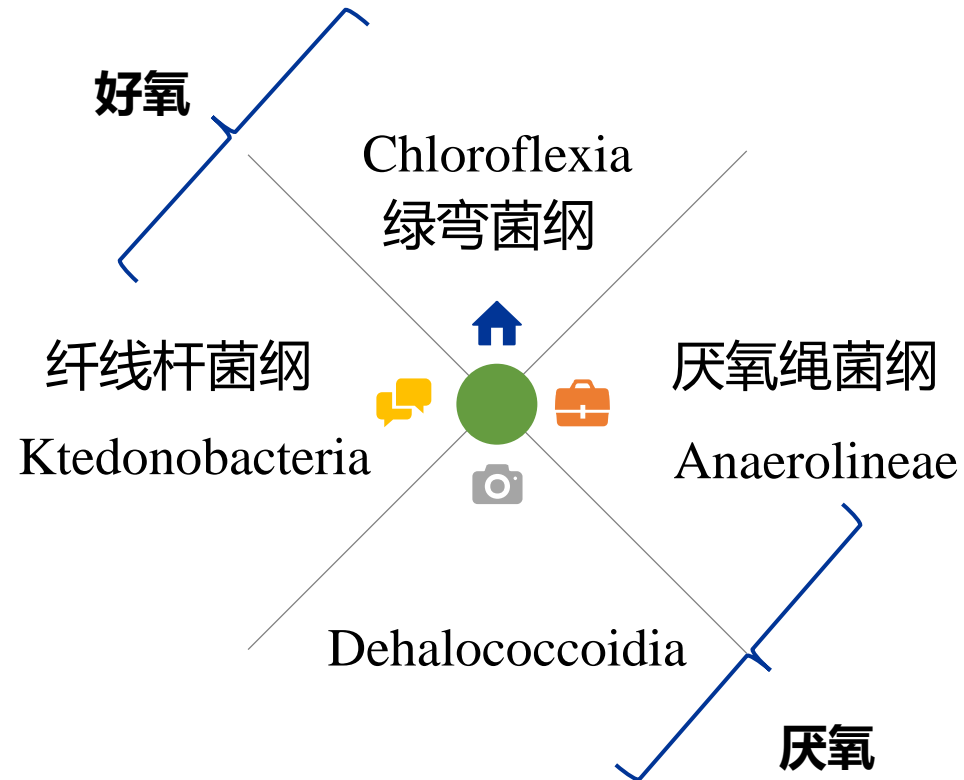 好氧
Chloroflexia
绿弯菌纲
纤线杆菌纲
Ktedonobacteria
厌氧绳菌纲
Anaerolineae
Dehalococcoidia
厌氧